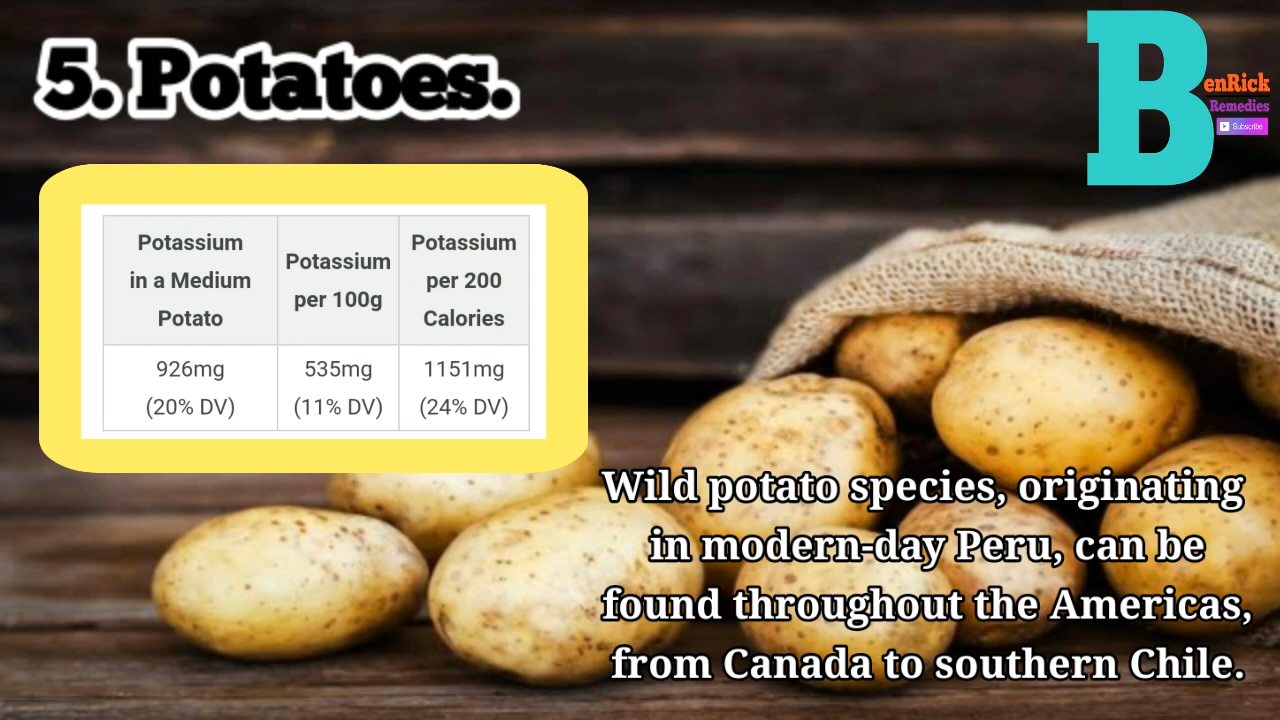 5. Potatoes.
BenRick
Remedies
Subscribe
Potassium in a Medium Potato
Potassium per 100g
Potassium per 200 Calories
926mg (20% DV)
535mg (11% DV)
1151mg (24% DV)
Wild potato species, originating
in modern-day Peru, can be
found throughout the Americas,
from Canada to southern Chile.